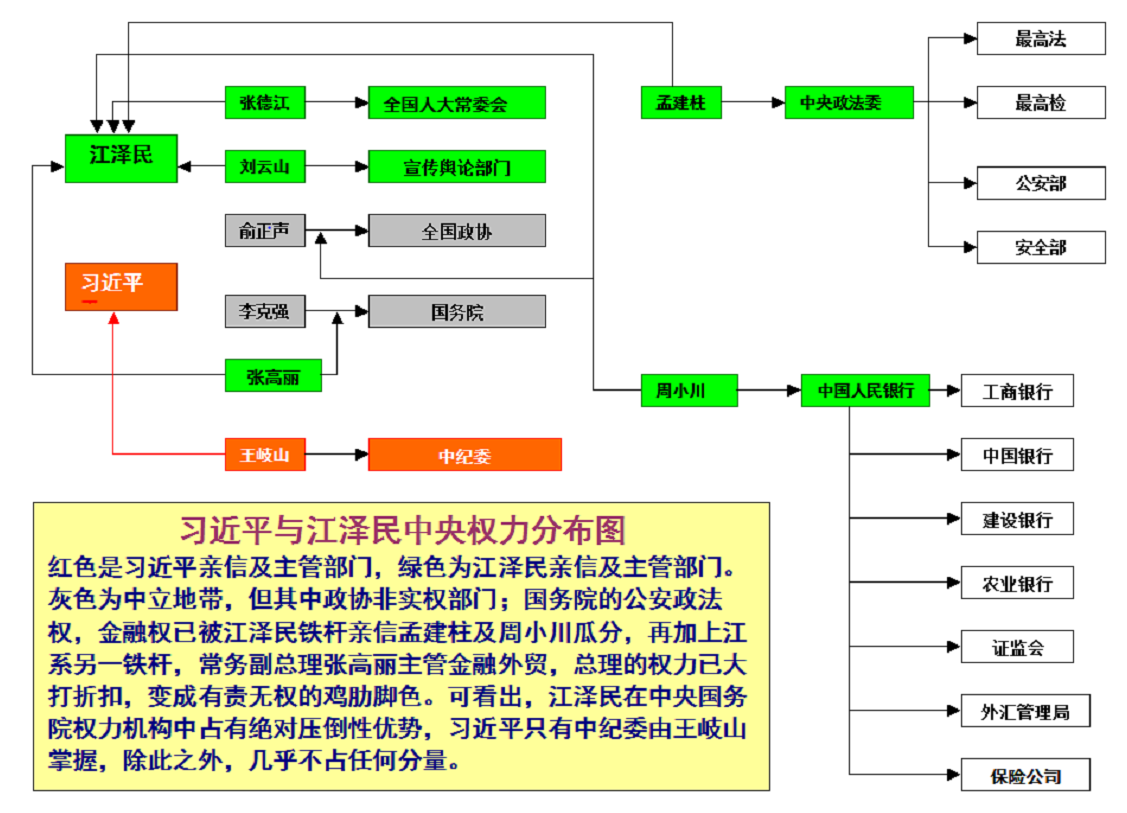 最高法
张德江
全国人大常委会
孟建柱
中央政法委
最高检
江泽民
刘云山
宣传舆论部门
公安部
俞正声
全国政协
安全部
习近平
李克强
国务院
张高丽
周小川
中国人民银行
工商银行
王岐山
中纪委
中国银行
建设银行
农业银行
证监会
外汇管理局
保险公司
习近平与江泽民中央权力分布图
红色是习近平亲信及主管部门，绿色为江泽民亲信及主管部门。
灰色为中立地带，但其中政协非实权部门；国务院的公安政法
权，金融权已被江泽民铁杆亲信孟建柱及周小川瓜分，再加上江
系另一铁杆，常务副总理张高丽主管金融外贸，总理的权力已大
打折扣，变成有责无权的鸡肋脚色。可看出，江泽民在中央国务
院权力机构中占有绝对压倒性优势，习近平只有中纪委由王岐山
掌握，除此之外，几乎不占任何分量。